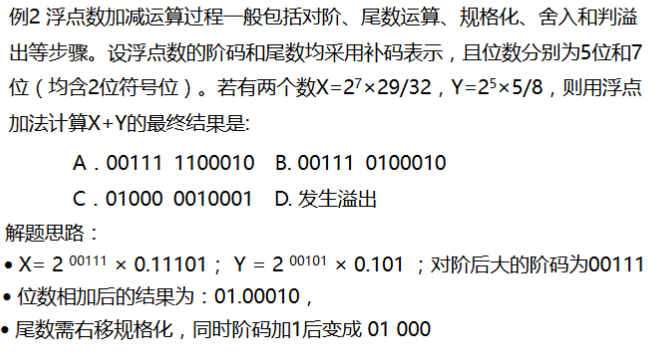 例2 浮点数加减运算过程一般包括对阶、尾数运算、规格化、舍入和判溢
出等步骤。设浮点数的阶码和尾数均采用补码表示，且位数分别为5位和7
位（均含2位符号位）。若有两个数X=2⁷×29/32，Y=2⁵×5/8，则用浮点
加法计算X+Y的最终结果是:
A．00111 1100010 B. 00111 0100010
C．01000 0010001 D. 发生溢出
解题思路：
• X= 2 ⁰⁰¹¹¹ × 0.11101； Y = 2 ⁰⁰¹⁰¹ × 0.101 ；对阶后大的阶码为00111
• 位数相加后的结果为：01.00010，
• 尾数需右移规格化，同时阶码加1后变成 01 000